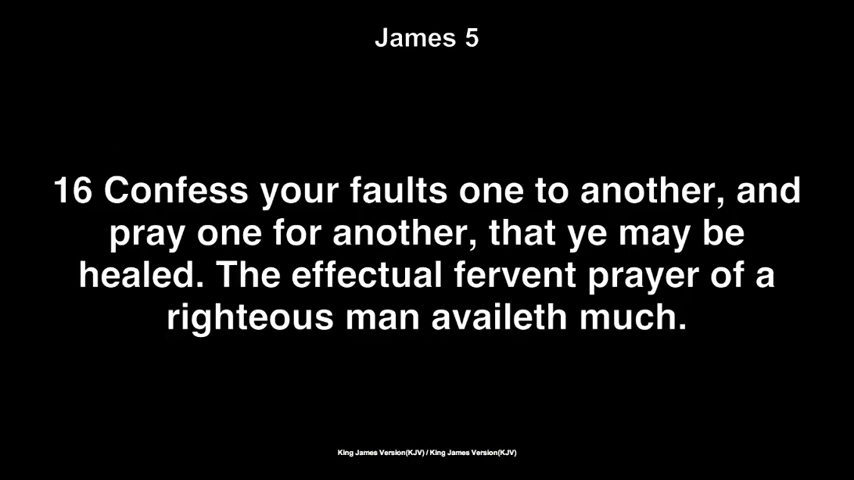 James 5
16 Confess your faults one to another, and
pray one for another, that ye may be
healed. The effectual fervent prayer of a
righteous man availeth much.
King James Version(KJV) / King James Version(KJV)